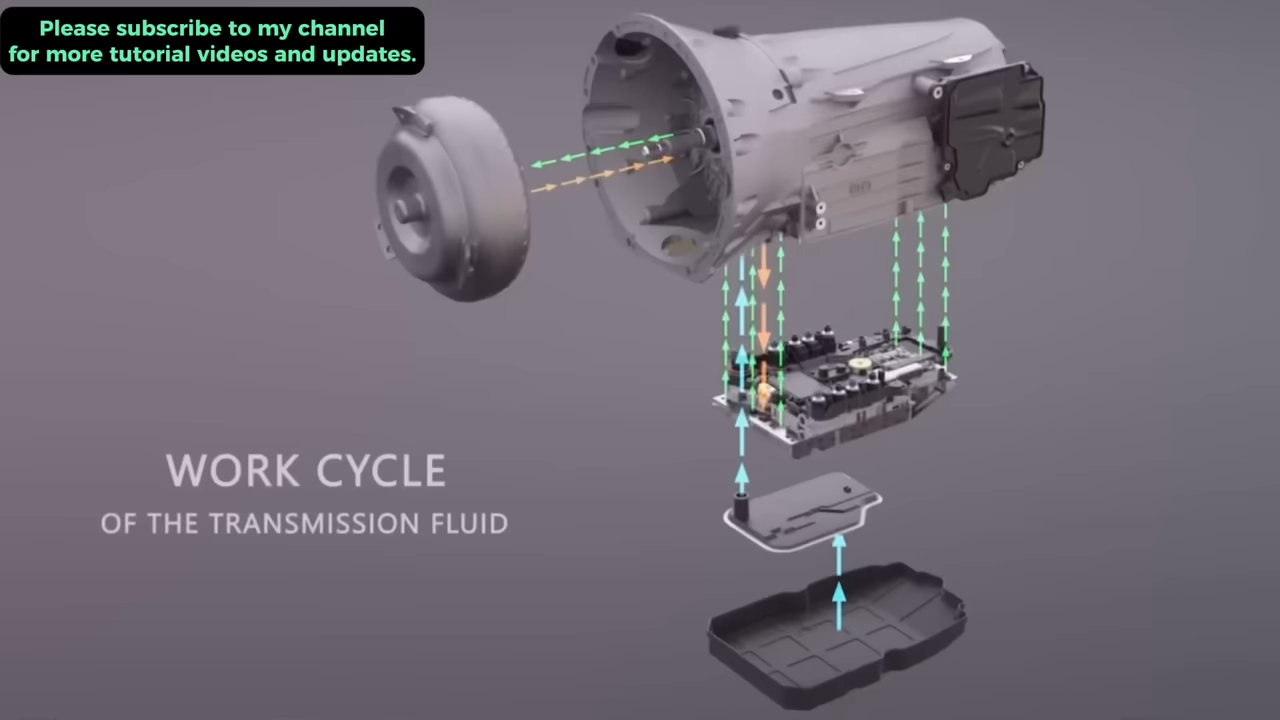 Please subscribe to my channel
for more tutorial videos and updates.
WORK CYCLE
OF THE TRANSMISSION FLUID